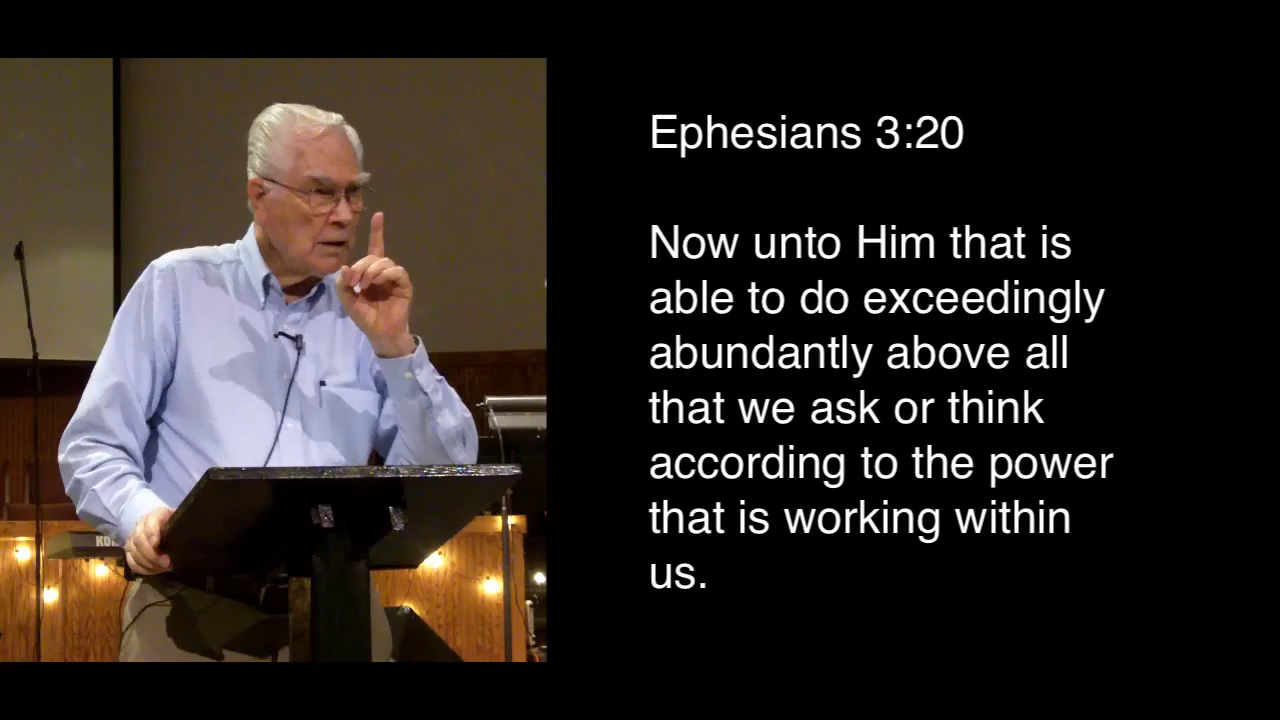 Ephesians 3:20
Now unto Him that is
able to do exceedingly
abundantly above all
that we ask or think
according to the power
that is working within
us.